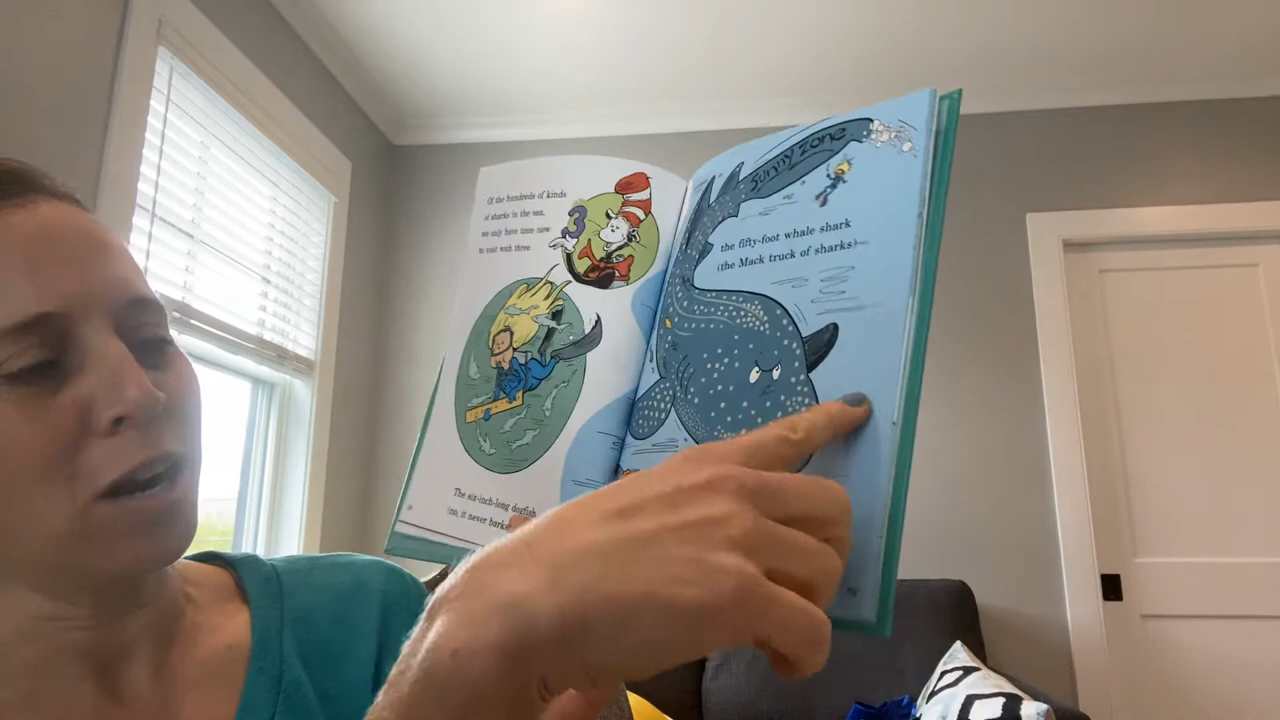 Of the hundreds of kinds
of sharks in the sea,
we only have time now
to visit with three
3
The six-inch-long dogfish
(no, it never barks
sunny zone
the fifty-foot whale shark
(the Mack truck of sharks)